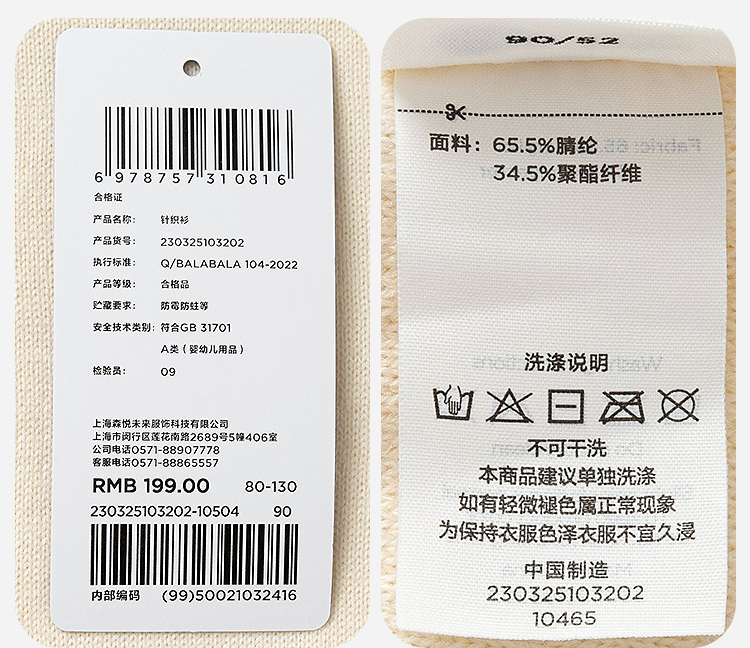 6 978757 310816
合格证
产品名称： 针织衫
产品货号： 230325103202
执行标准： Q/BALABALA 104-2022
产品等级： 合格品
贮藏要求： 防霉防蛀等
安全技术类别： 符合GB 31701
A类（婴幼儿用品）
检验员： 09
上海森悦未来服饰科技有限公司
上海市闵行区莲花南路2689号5幢406室
公司电话0571-88907778
客服电话0571-88865557
RMB 199.00 80-130
230325103202-10504 90
内部编码 (99)50021032416
90/52
面料：65.5%腈纶
34.5%聚酯纤维
洗涤说明
不可干洗
本商品建议单独洗涤
如有轻微褪色属正常现象
为保持衣服色泽衣服不宜久浸
中国制造
230325103202
10465